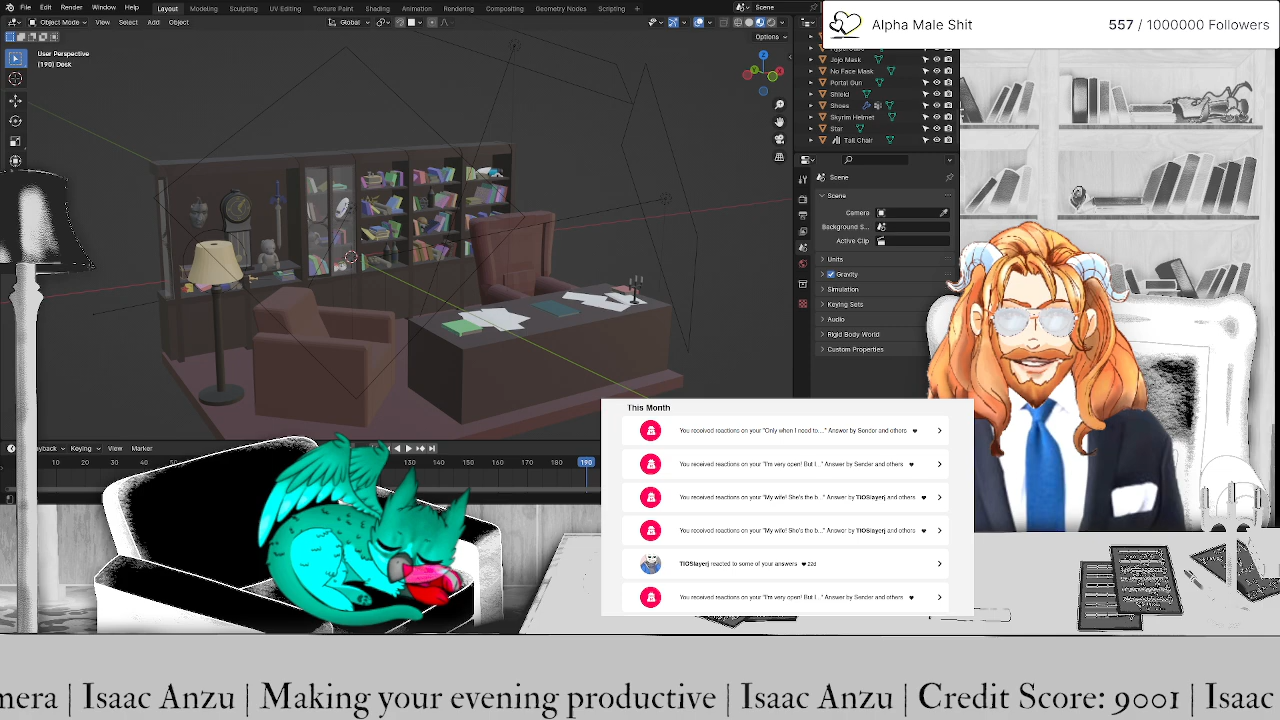 File Edit Render Window Help Layout Modeling Sculpting UV Editing Texture Paint Shading Animation Rendering Compositing Geometry Nodes Scripting + Scene
Object Mode View Global
Options
User Perspective
(190) Dosk
Alpha Male Shit 557 / 1000000 Followers
Jojo Mask
No Face Mask
Portal Gun
Shield
Shoes
Skyrim Helmet
Star
Tall Chair
Scene
Scene
Camera
Background S...
Active Clip
Units
Gravity
Simulation
Keying Sets
Audio
Rigid Body World
Custom Properties
yback Keying View Marker
10 20 30 40 50 130 140 150 160 170 180 190
This Month
You received reactions on your "Only when I need to...." Answer by Sender and others
You received reactions on your "I'm very open! But I..." Answer by Sender and others
You received reactions on your "My wife! She's the b..." Answer by TIOSlayerj and others
You received reactions on your "My wife! She's the b..." Answer by TIOSlayerj and others
TIOSlayerj reacted to some of your answers 22d
You received reactions on your "I'm very open! But I..." Answer by Sender and others
mera | Isaac Anzu | Making your evening productive | Isaac Anzu | Credit Score: 9001 | Isaac